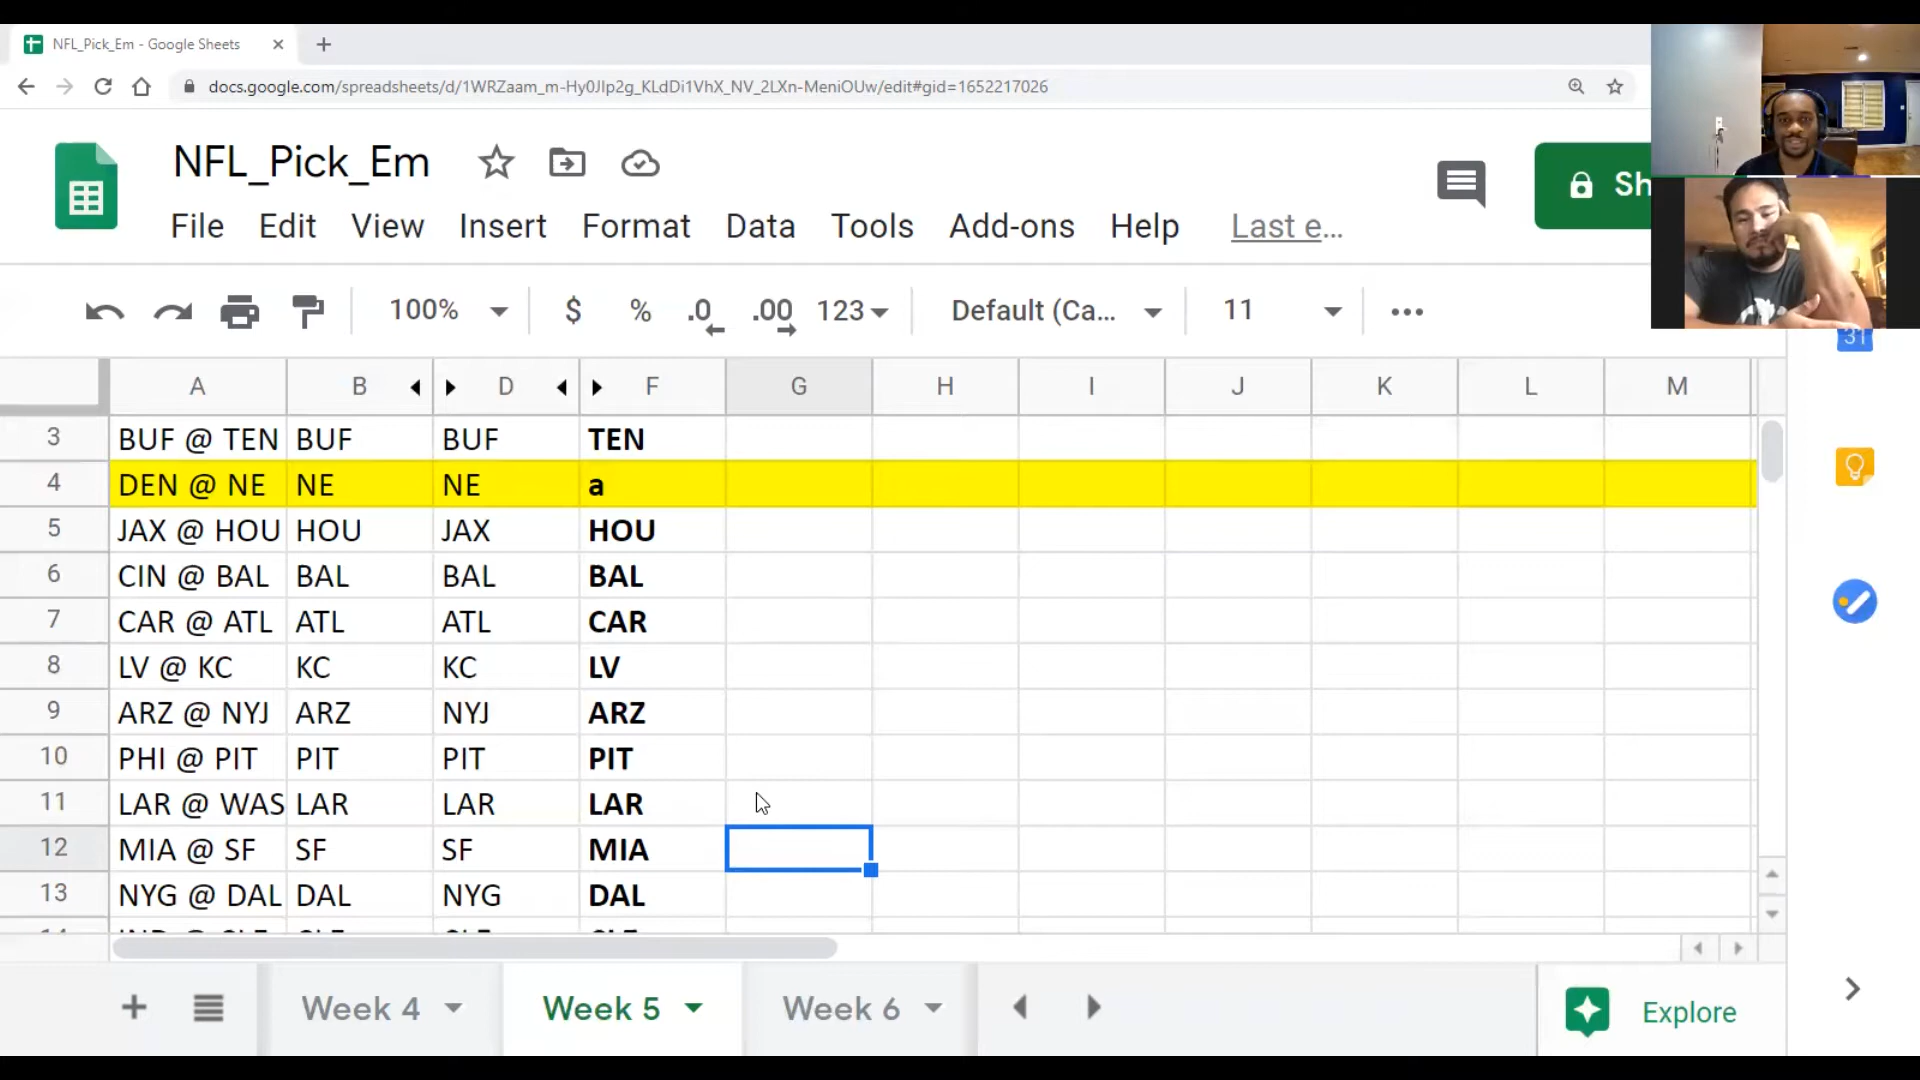 NFL_Pick_Em - Google Sheets
docs.google.com/spreadsheets/d/1WRZaam_m-Hy0JIp2g_KLdDi1VhX_NV_2LXn-MeniOUw/edit#gid=1652217026
NFL_Pick_Em
Sh
File Edit View Insert Format Data Tools Add-ons Help Last e...
100% $ % .0 .00 123 Default (Ca... 11
31
A B D F G H I J K L M
3 BUF @ TEN BUF BUF TEN
4 DEN @ NE NE NE a
5 JAX @ HOU HOU JAX HOU
6 CIN @ BAL BAL BAL BAL
7 CAR @ ATL ATL ATL CAR
8 LV @ KC KC KC LV
9 ARZ @ NYJ ARZ NYJ ARZ
10 PHI @ PIT PIT PIT PIT
11 LAR @ WAS LAR LAR LAR
12 MIA @ SF SF SF MIA
13 NYG @ DAL DAL NYG DAL
Week 4 Week 5 Week 6 Explore